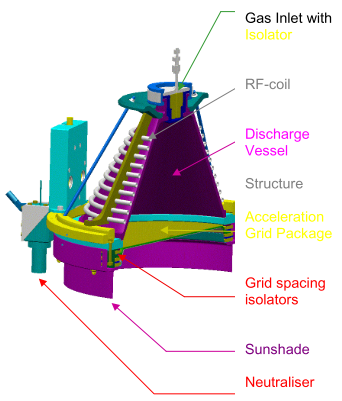 Gas Inlet with
Isolator
RF-coil
Discharge
Vessel
Structure
Acceleration
Grid Package
Grid spacing
isolators
Sunshade
Neutraliser